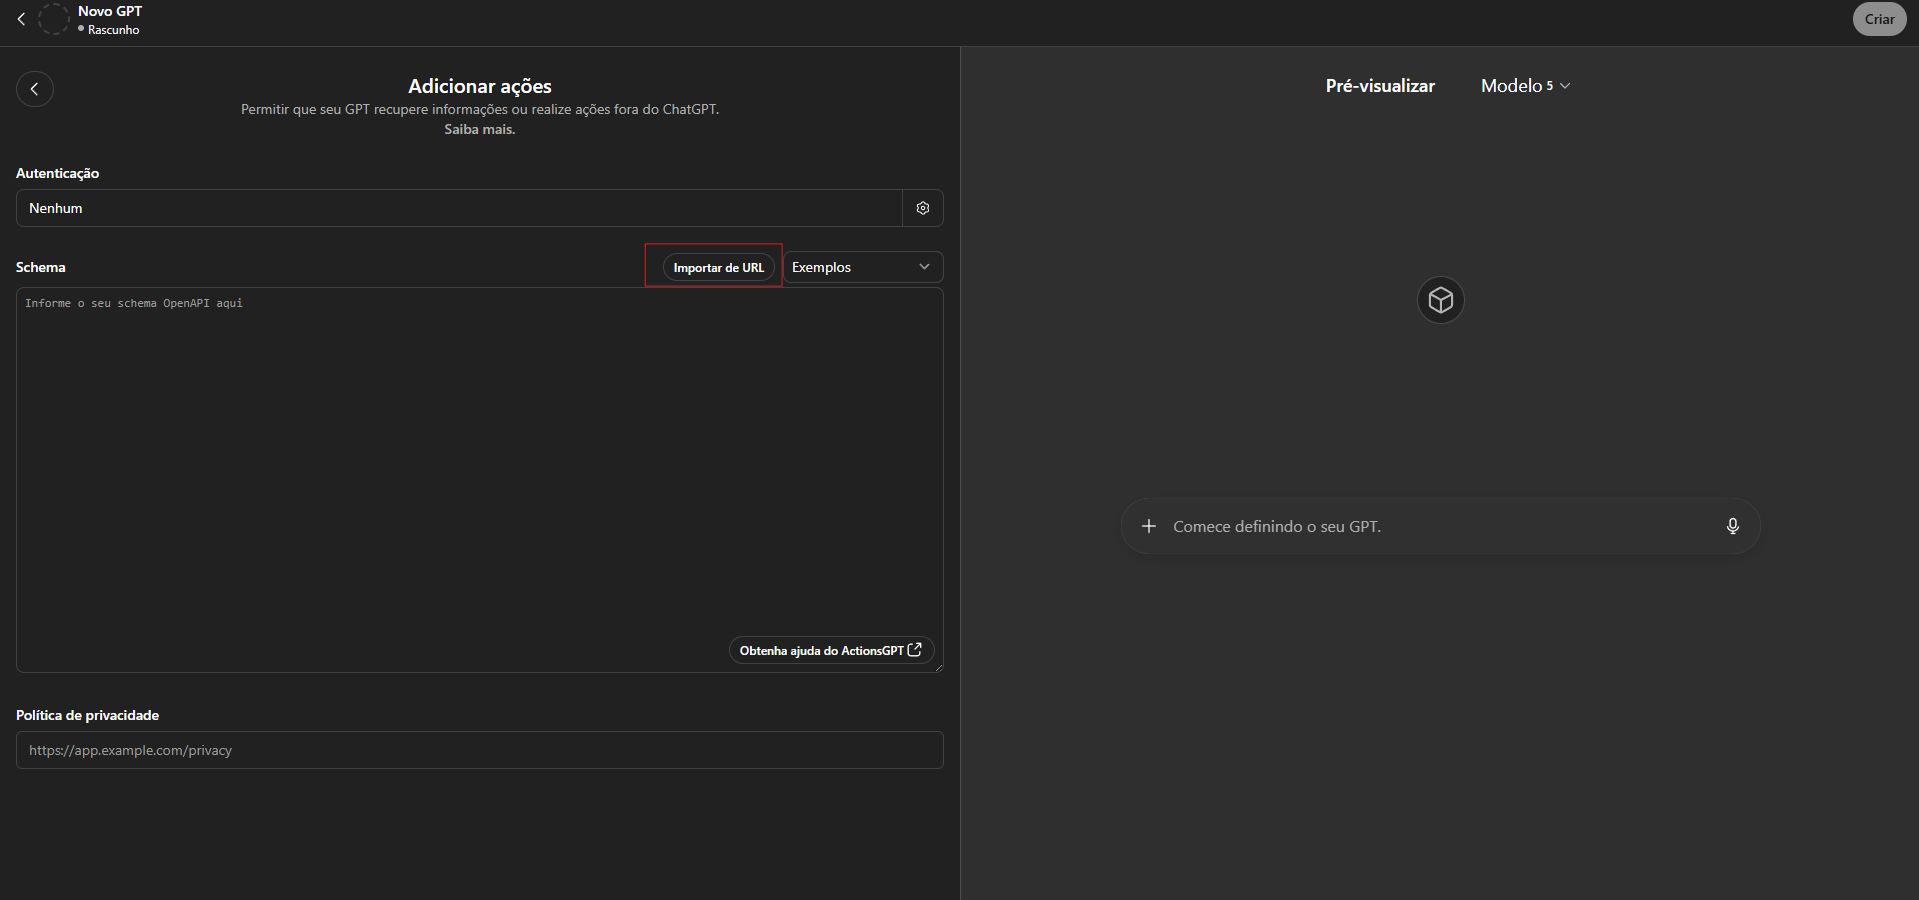 Novo GPT
Rascunho
Criar
Adicionar ações
Permitir que seu GPT recupere informações ou realize ações fora do ChatGPT.
Saiba mais.
Autenticação
Nenhum
Schema
Importar de URL
Exemplos
Informe o seu schema OpenAPI aqui
Obtenha ajuda do ActionsGPT
Política de privacidade
https://app.example.com/privacy
Pré-visualizar
Modelo 5
Comece definindo o seu GPT.